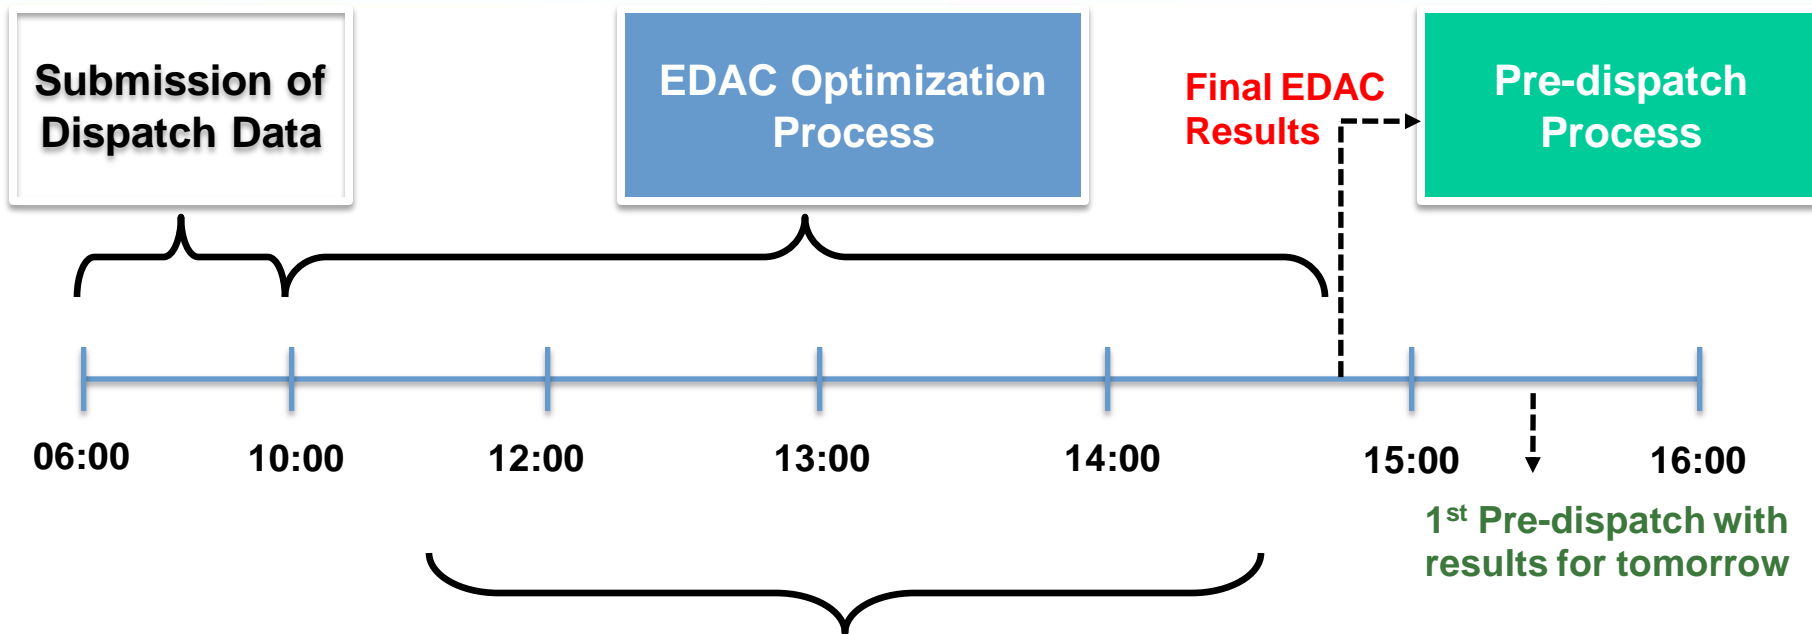 Submission of
Dispatch Data
EDAC Optimization
Process
Final EDAC
Results
Pre-dispatch
Process
06:00
10:00
12:00
13:00
14:00
15:00
16:00
1st Pre-dispatch with
results for tomorrow